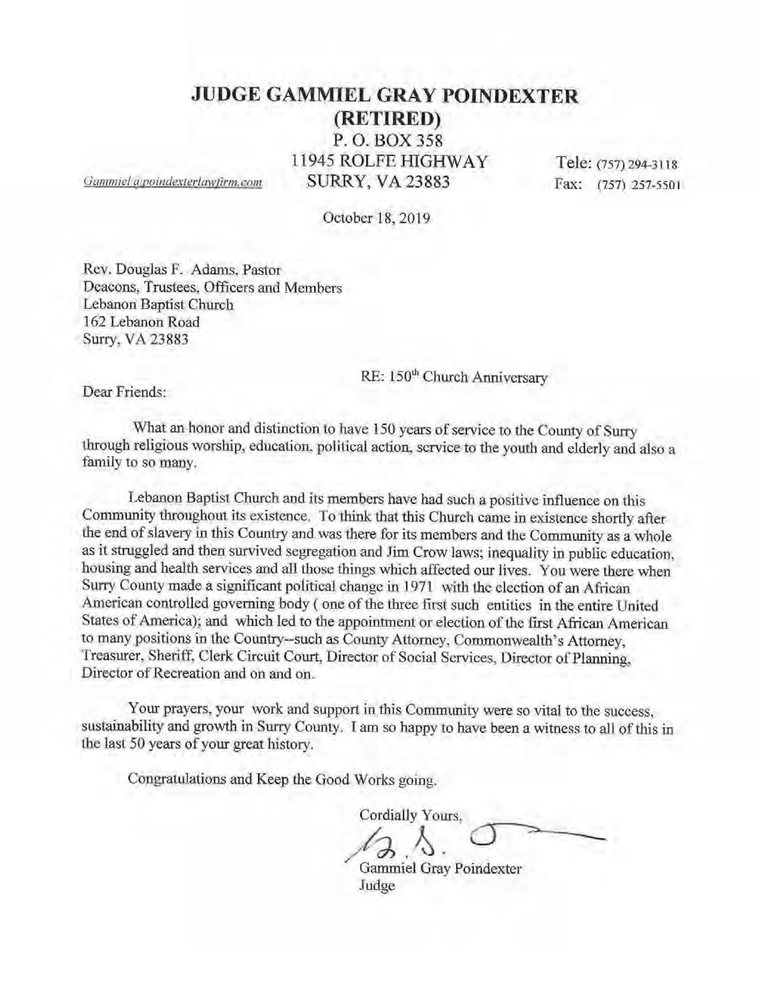 JUDGE GAMMIEL GRAY POINDEXTER
(RETIRED)
P. O. BOX 358
11945 ROLFE HIGHWAY
Tele: (757) 294-3118
Gammiel@poindexterlawfirm.com
SURRY, VA 23883
Fax: (757) 257-5501
October 18, 2019
Rev. Douglas F. Adams, Pastor
Deacons, Trustees, Officers and Members
Lebanon Baptist Church
162 Lebanon Road
Surry, VA 23883
RE: 150th Church Anniversary
Dear Friends:
What an honor and distinction to have 150 years of service to the County of Surry
through religious worship, education, political action, service to the youth and elderly and also a
family to so many.
Lebanon Baptist Church and its members have had such a positive influence on this
Community throughout its existence. To think that this Church came in existence shortly after
the end of slavery in this Country and was there for its members and the Community as a whole
as it struggled and then survived segregation and Jim Crow laws; inequality in public education,
housing and health services and all those things which affected our lives. You were there when
Surry County made a significant political change in 1971 with the election of an African
American controlled governing body ( one of the three first such entities in the entire United
States of America); and which led to the appointment or election of the first African American
to many positions in the Country--such as County Attorney, Commonwealth's Attorney,
Treasurer, Sheriff, Clerk Circuit Court, Director of Social Services, Director of Planning,
Director of Recreation and on and on.
Your prayers, your work and support in this Community were so vital to the success,
sustainability and growth in Surry County. I am so happy to have been a witness to all of this in
the last 50 years of your great history.
Congratulations and Keep the Good Works going.
Cordially Yours,
Gammiel Gray Poindexter
Judge